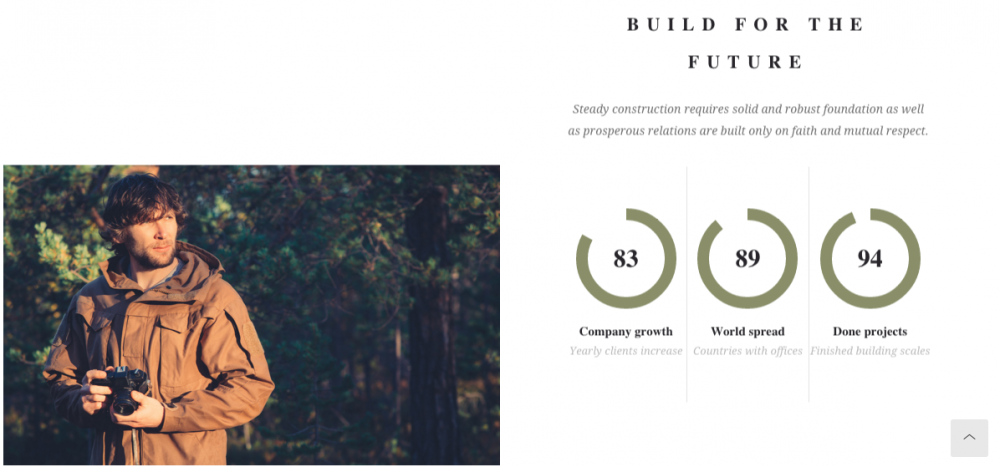 BUILD FOR THE
FUTURE
Steady construction requires solid and robust foundation as well
as prosperous relations are built only on faith and mutual respect.
83
89
94
Company growth
World spread
Done projects
Yearly clients increase
Countries with offices
Finished building scales